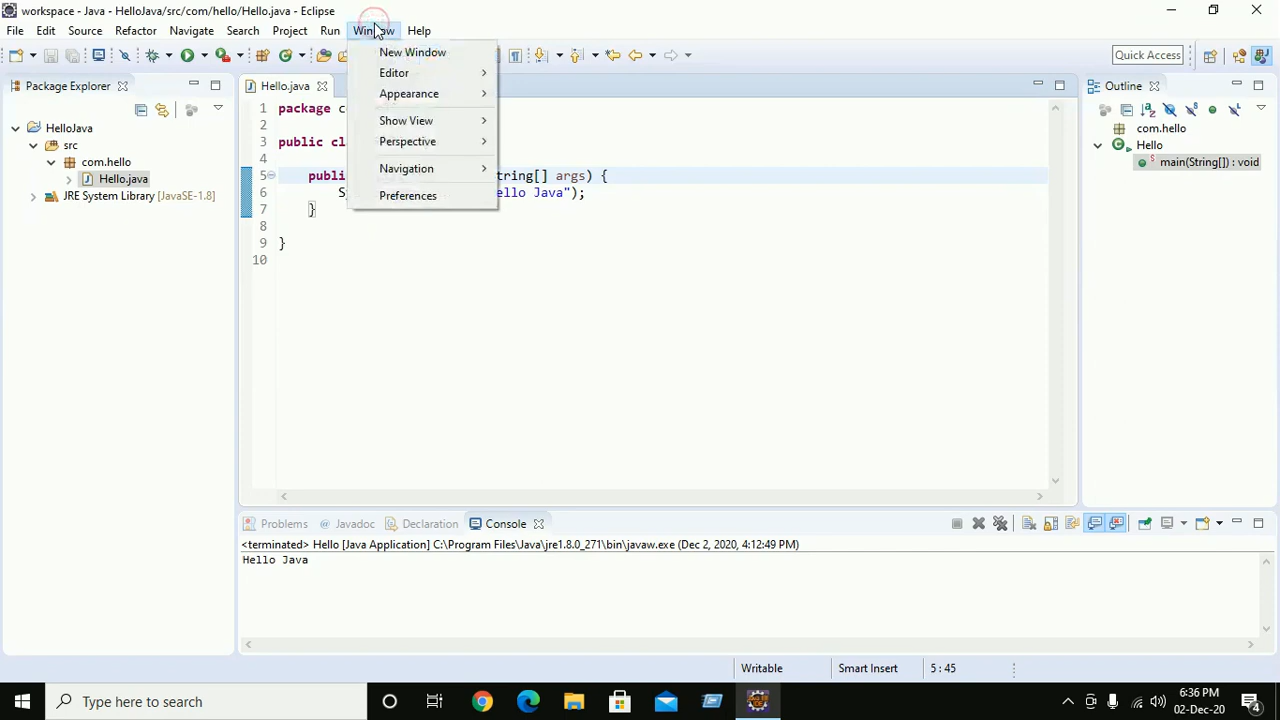 workspace - Java - HelloJava/src/com/hello/Hello.java - Eclipse
File Edit Source Refactor Navigate Search Project Run Window Help
Quick Access
New Window
Editor
Appearance
Show View
Perspective
Navigation
Preferences
Package Explorer
HelloJava
src
com.hello
Hello.java
JRE System Library [JavaSE-1.8]
Hello.java
1 package c
2
3 public cl
4
5 publi tring[] args) {
6 Sy ello Java");
7 }
8
9 }
10
Outline
com.hello
Hello
main(String[]) : void
Problems Javadoc Declaration Console
<terminated> Hello [Java Application] C:\Program Files\Java\jre1.8.0_271\bin\javaw.exe (Dec 2, 2020, 4:12:49 PM)
Hello Java
Writable Smart Insert 5 : 45
Type here to search
6:36 PM
02-Dec-20
4